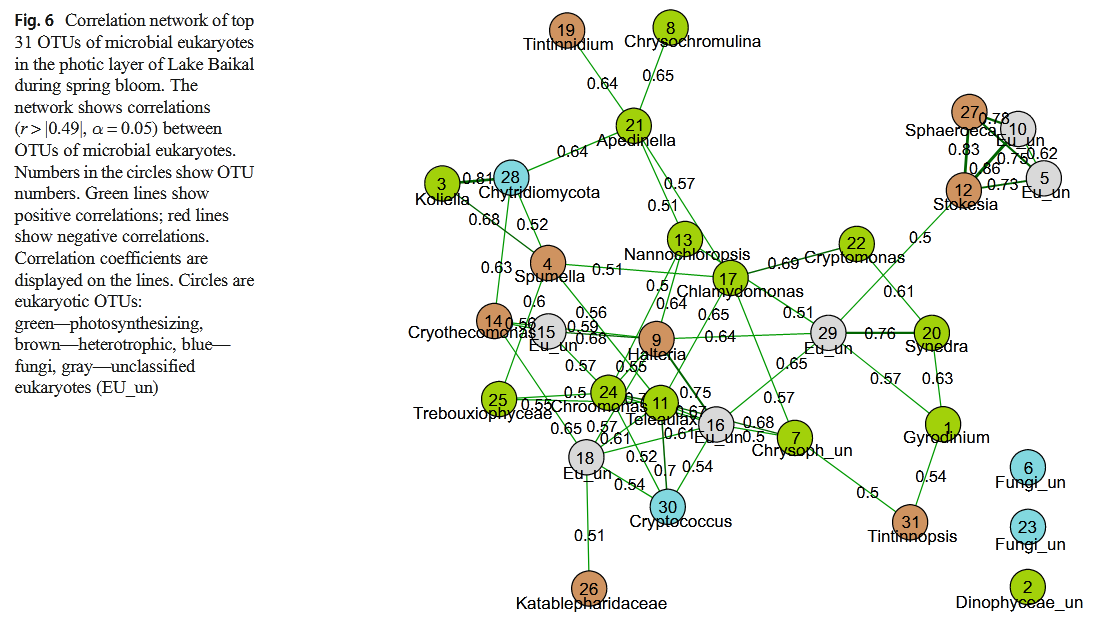 Fig. 6 Correlation network of top
31 OTUs of microbial eukaryotes
in the photic layer of Lake Baikal
during spring bloom. The
network shows correlations
(r > |0.49|, α = 0.05) between
OTUs of microbial eukaryotes.
Numbers in the circles show OTU
numbers. Green lines show
positive correlations; red lines
show negative correlations.
Correlation coefficients are
displayed on the lines. Circles are
eukaryotic OTUs:
green—photosynthesizing,
brown—heterotrophic, blue—
fungi, gray—unclassified
eukaryotes (EU_un)
19
Tintinnidium
8
Chrysochromulina
0.64
0.65
21
Apedinella
27
Sphaeroeca
0.78
10
Eu_un
0.83
0.75
0.62
0.86
5
Eu_un
0.73
12
Stokesia
0.64
3
Koliella
0.81
28
Chytridiomycota
0.57
0.51
0.68
0.52
0.5
13
Nannochloropsis
22
Cryptomonas
0.63
4
Spumella
0.51
0.69
17
Chlamydomonas
0.5
0.64
0.61
0.6
0.56
0.65
0.51
14
Cryothecomonas
0.56
15
Eu_un
0.59
0.68
9
Halteria
0.64
29
Eu_un
0.76
20
Synedra
0.57
0.55
0.65
0.57
0.63
25
Trebouxiophyceae
0.55
0.5
24
Chroomonas
11
Teleaulax
0.75
0.67
0.57
16
Eu_un
0.68
0.5
7
Chrysoph_un
1
Gyrodinium
0.65
0.57
0.61
0.61
18
Eu_un
0.52
0.7
0.54
0.54
30
Cryptococcus
0.5
0.54
31
Tintinnopsis
6
Fungi_un
23
Fungi_un
0.51
26
Katablepharidaceae
2
Dinophyceae_un